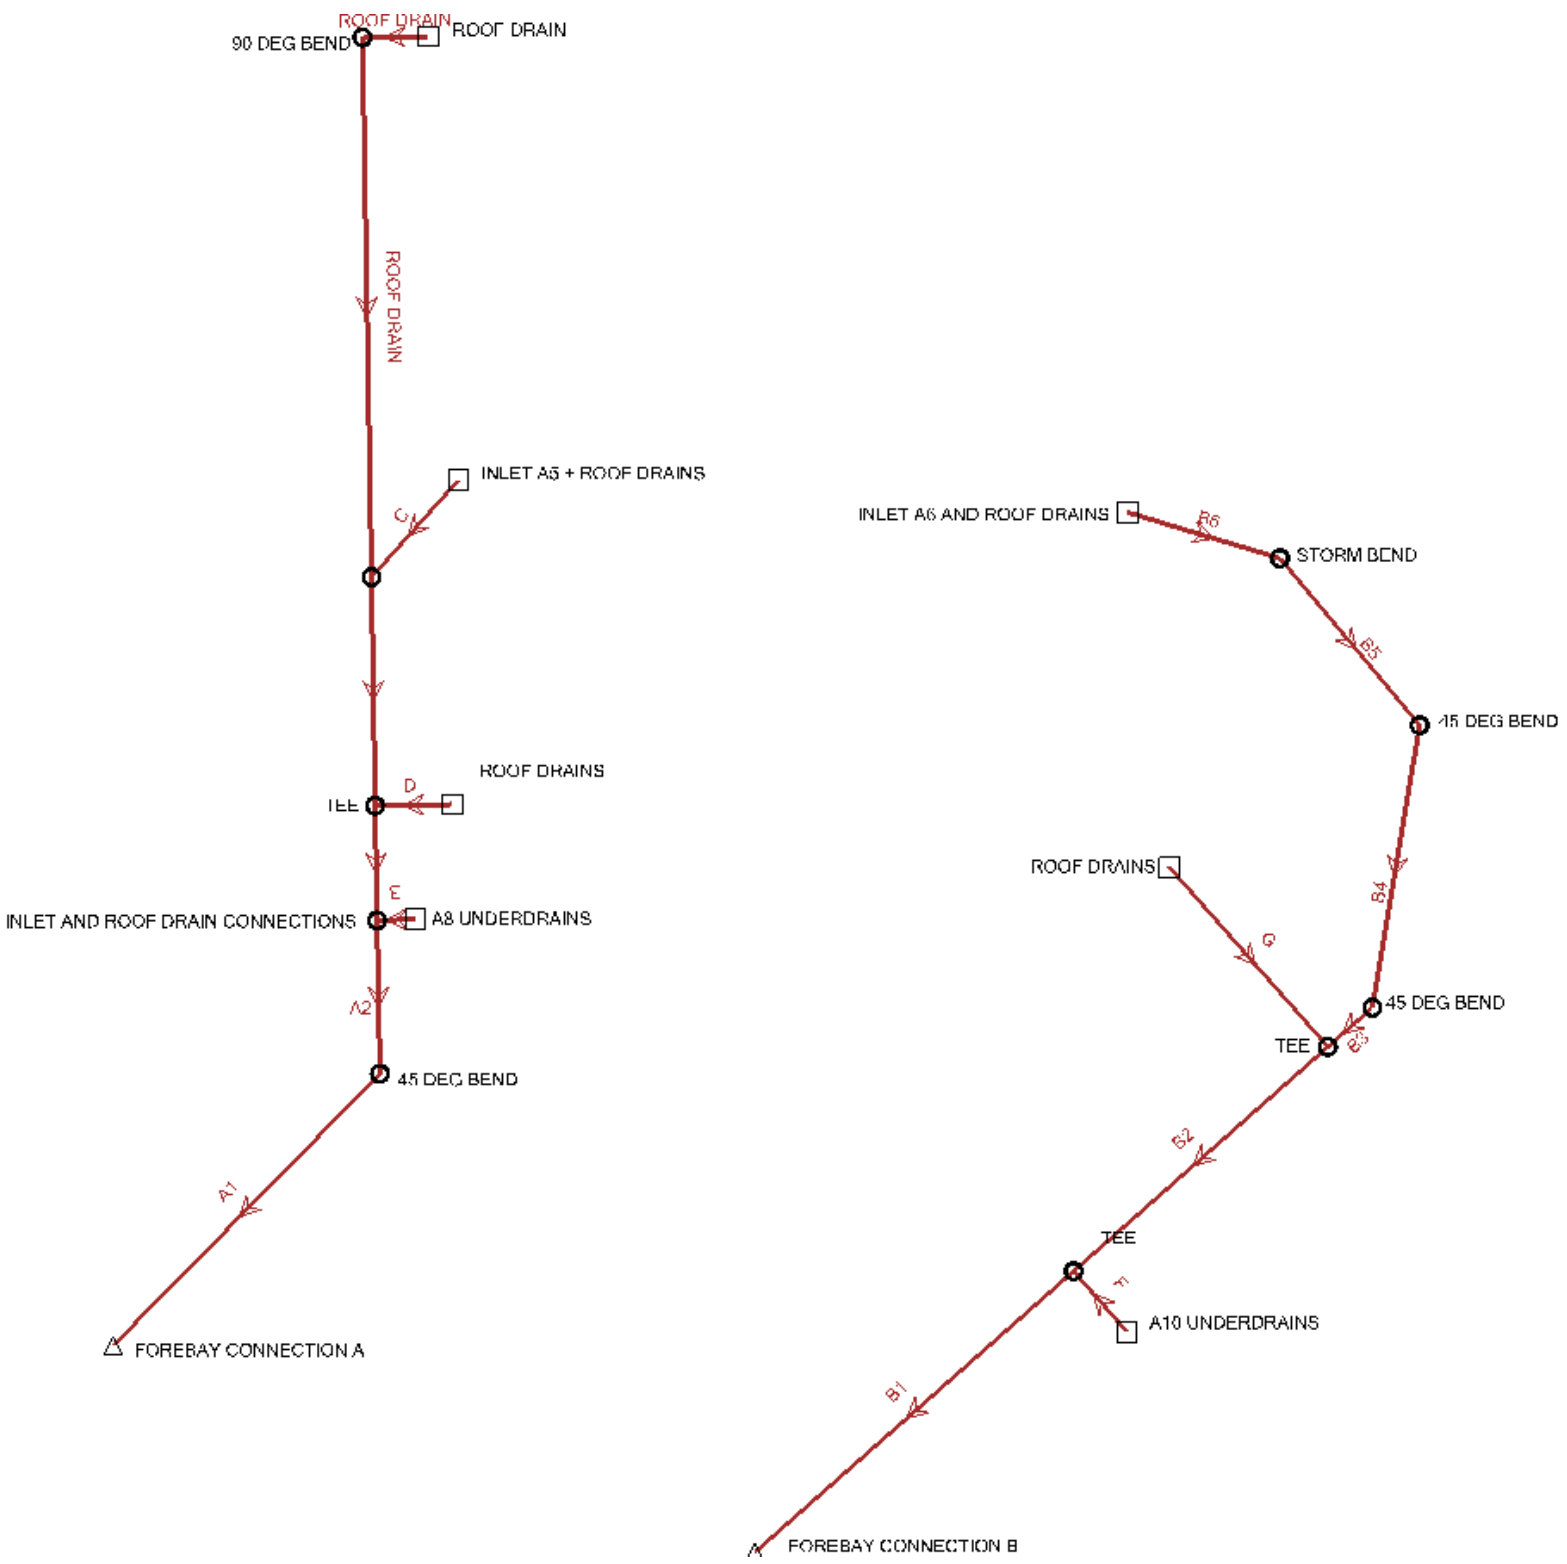 ROOF DRAIN
ROOF DRAIN
90 DEG BEND
ROOF DRAIN
INLET A5 + ROOF DRAINS
C
INLET A6 AND ROOF DRAINS
B6
STORM BEND
B5
45 DEG BEND
ROOF DRAINS
D
TEE
ROOF DRAINS
B4
E
INLET AND ROOF DRAIN CONNECTIONS
A8 UNDERDRAINS
G
A2
45 DEG BEND
TEE
B3
45 DEG BEND
B2
A1
TEE
F
A10 UNDERDRAINS
FOREBAY CONNECTION A
B1
FOREBAY CONNECTION B